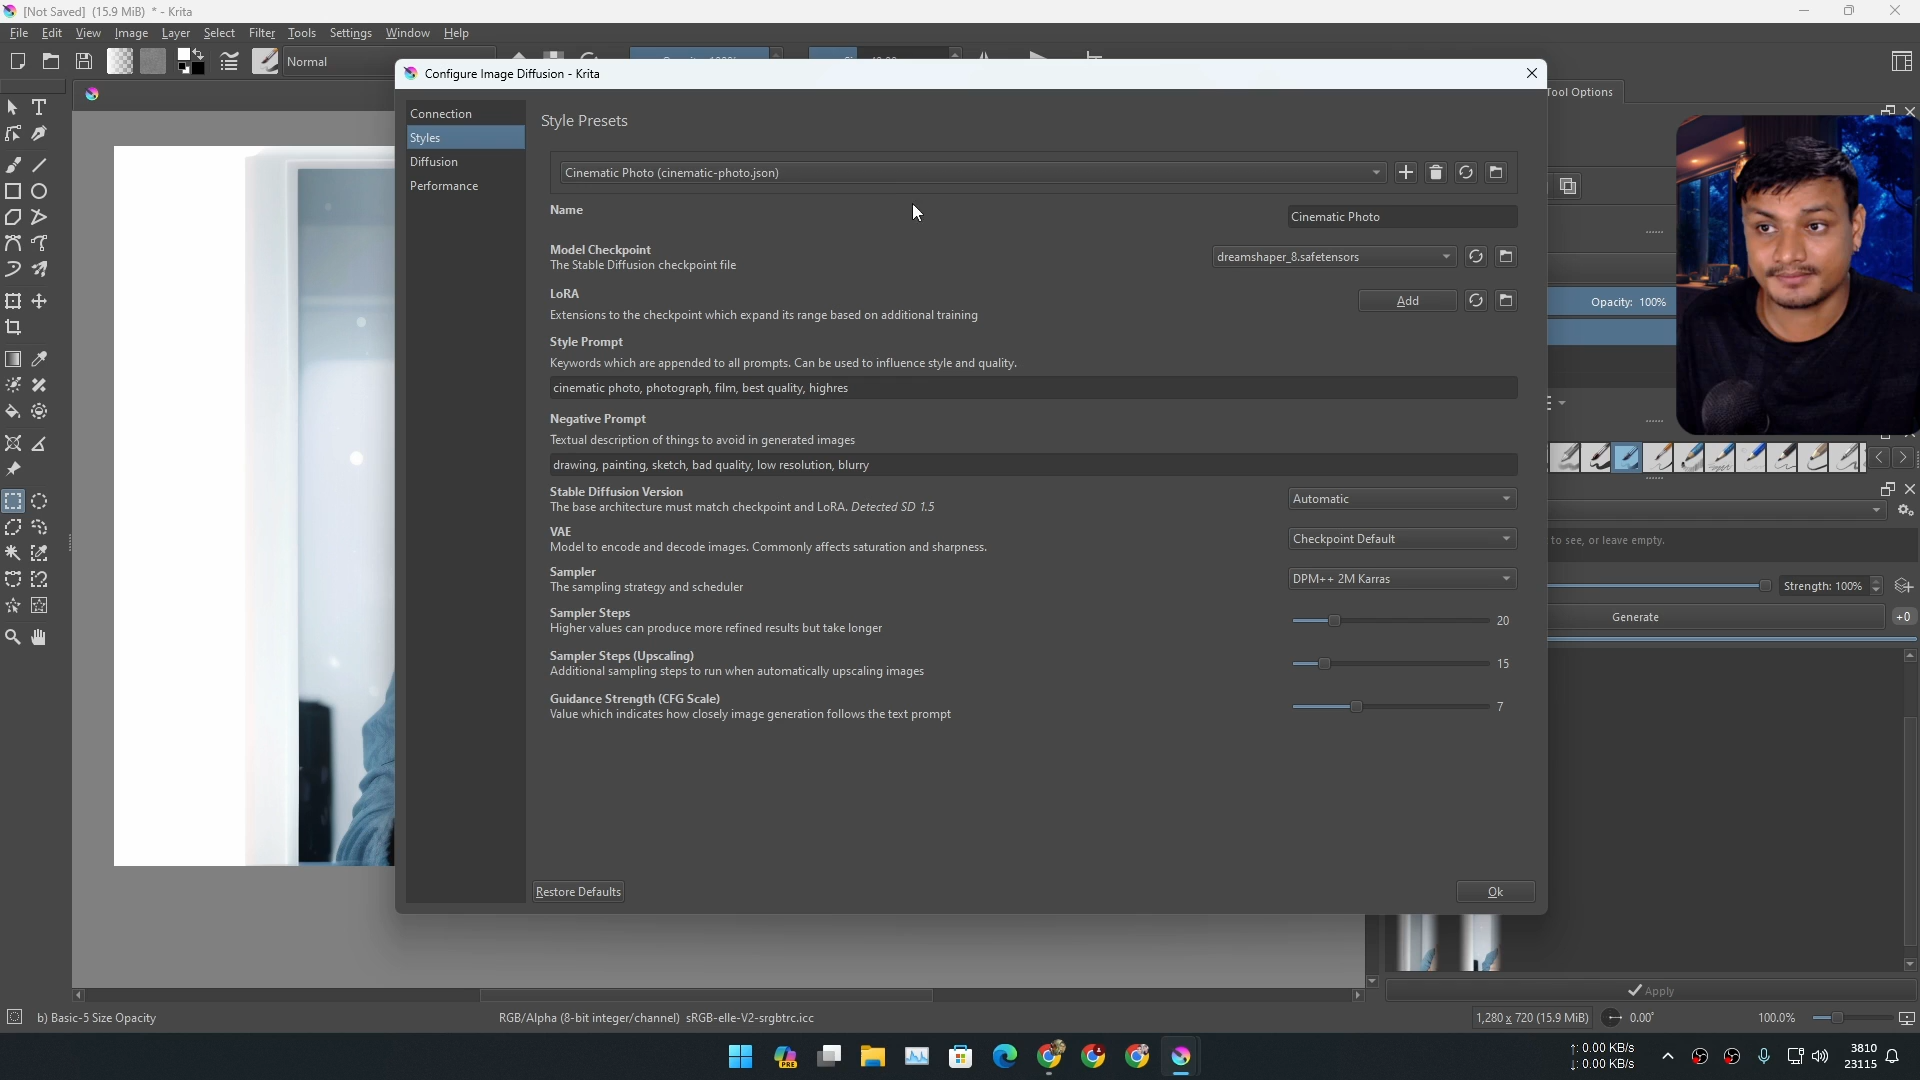 [Not Saved] (15.9 MiB) * - Krita
File Edit View Image Layer Select Filter Tools Settings Window Help
Normal
Configure Image Diffusion - Krita
Tool Options
Connection
Styles
Diffusion
Performance
Style Presets
Cinematic Photo (cinematic-photo.json)
Name
Cinematic Photo
Model Checkpoint
The Stable Diffusion checkpoint file
dreamshaper_8.safetensors
LoRA
Extensions to the checkpoint which expand its range based on additional training
Add
Opacity: 100%
Style Prompt
Keywords which are appended to all prompts. Can be used to influence style and quality.
cinematic photo, photograph, film, best quality, highres
Negative Prompt
Textual description of things to avoid in generated images
drawing, painting, sketch, bad quality, low resolution, blurry
Stable Diffusion Version
The base architecture must match checkpoint and LoRA. Detected SD 1.5
Automatic
VAE
Model to encode and decode images. Commonly affects saturation and sharpness.
Checkpoint Default
to see, or leave empty.
Sampler
The sampling strategy and scheduler
DPM++ 2M Karras
Strength: 100%
Sampler Steps
Higher values can produce more refined results but take longer
20
Generate
+0
Sampler Steps (Upscaling)
Additional sampling steps to run when automatically upscaling images
15
Guidance Strength (CFG Scale)
Value which indicates how closely image generation follows the text prompt
7
Restore Defaults
Ok
Apply
b) Basic-5 Size Opacity
RGB/Alpha (8-bit integer/channel) sRGB-elle-V2-srgbtrc.icc
1,280 x 720 (15.9 MiB)
0.00°
100.0%
PRE
↑: 0.00 KB/s
↓: 0.00 KB/s
3810
23115